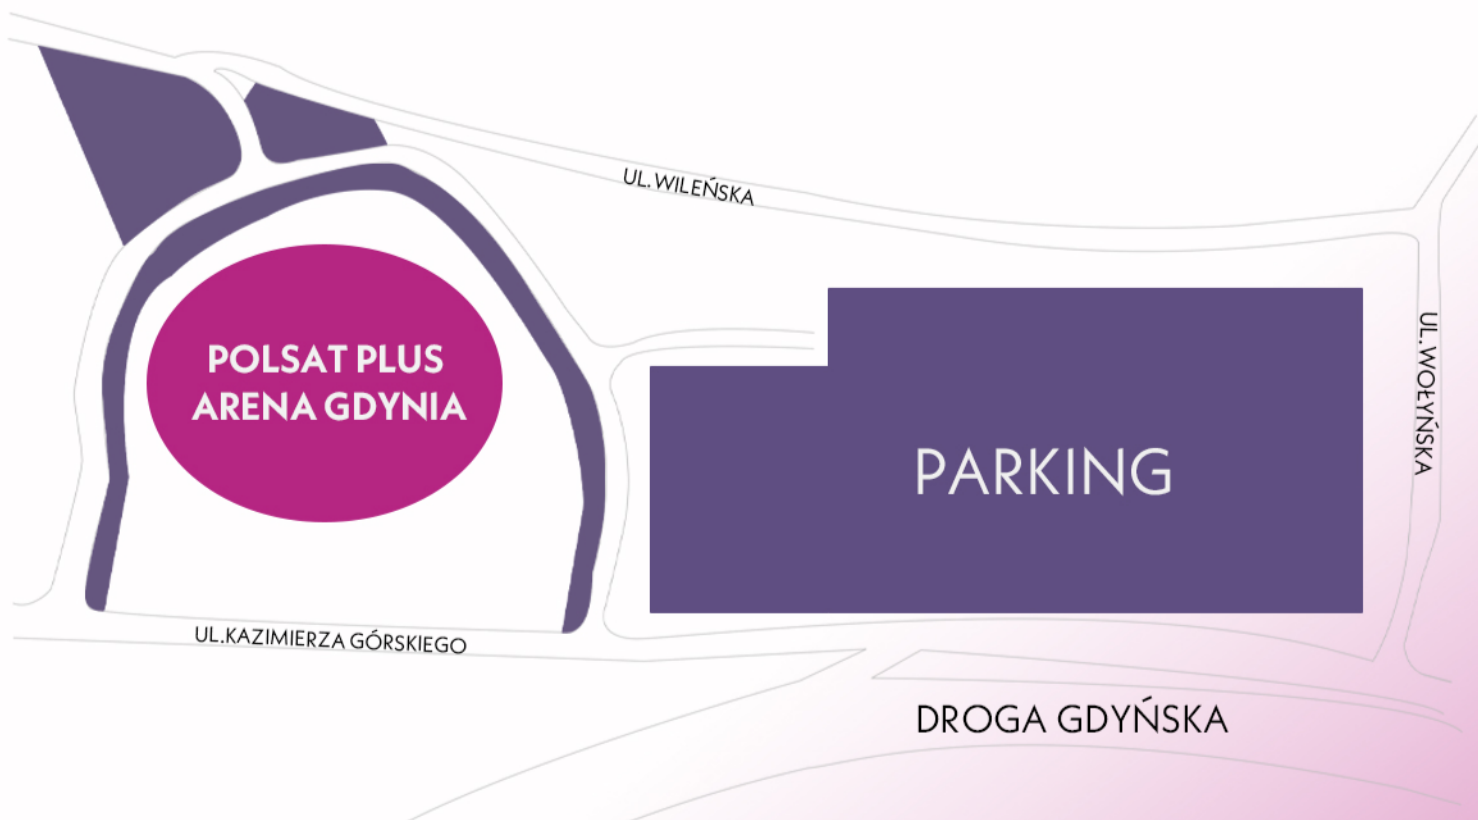 UL.WILEŃSKA
POLSAT PLUS
ARENA GDYNIA
UL.WOŁYŃSKA
PARKING
UL.KAZIMIERZA GÓRSKIEGO
DROGA GDYŃSKA